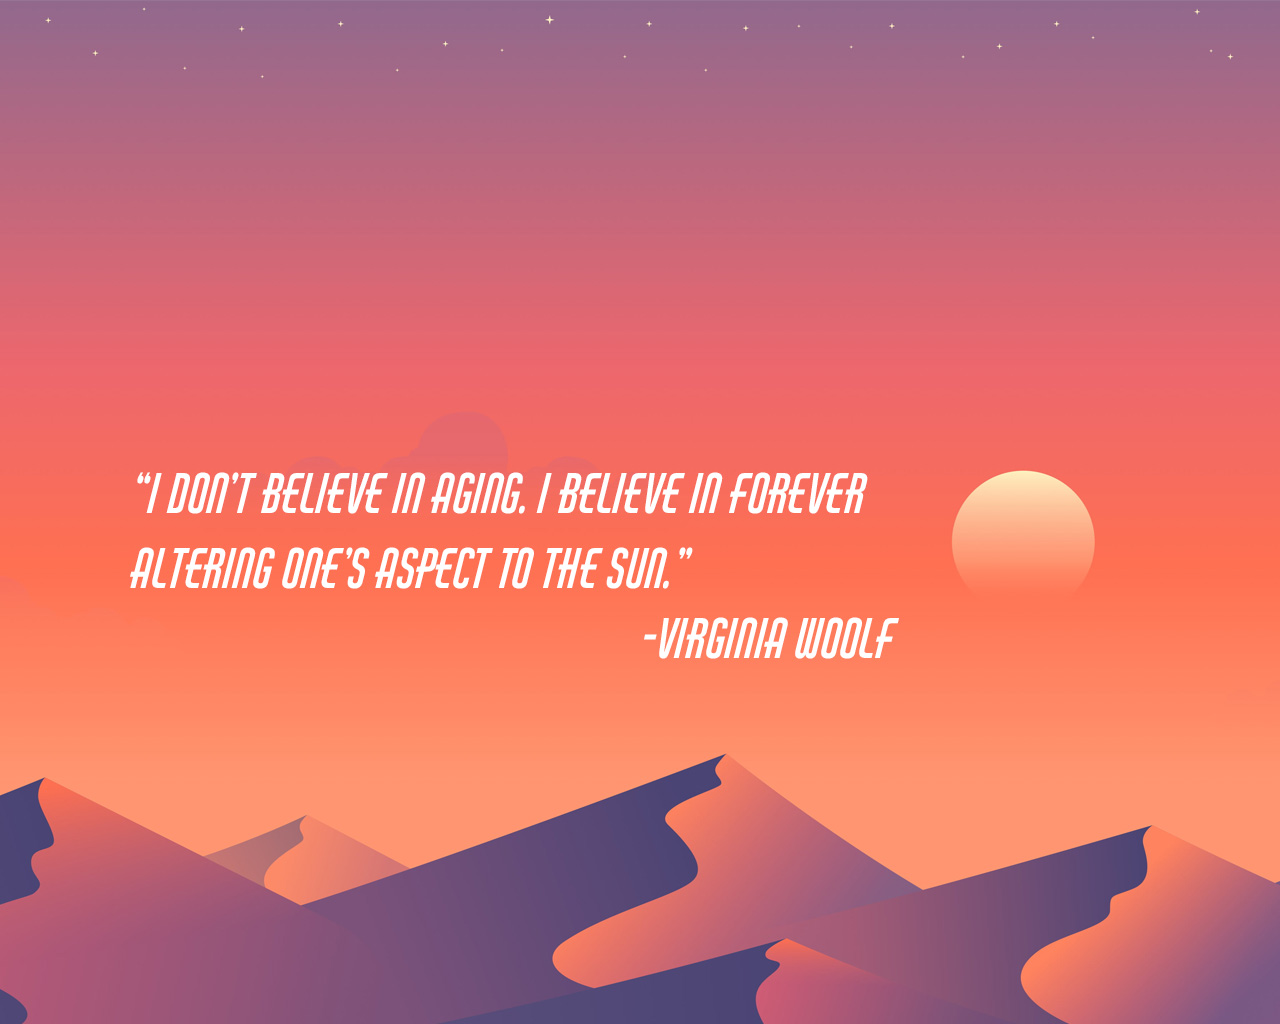 “I DON’T BELIEVE IN AGING. I BELIEVE IN FOREVER
ALTERING ONE’S ASPECT TO THE SUN.”
-VIRGINIA WOOLF